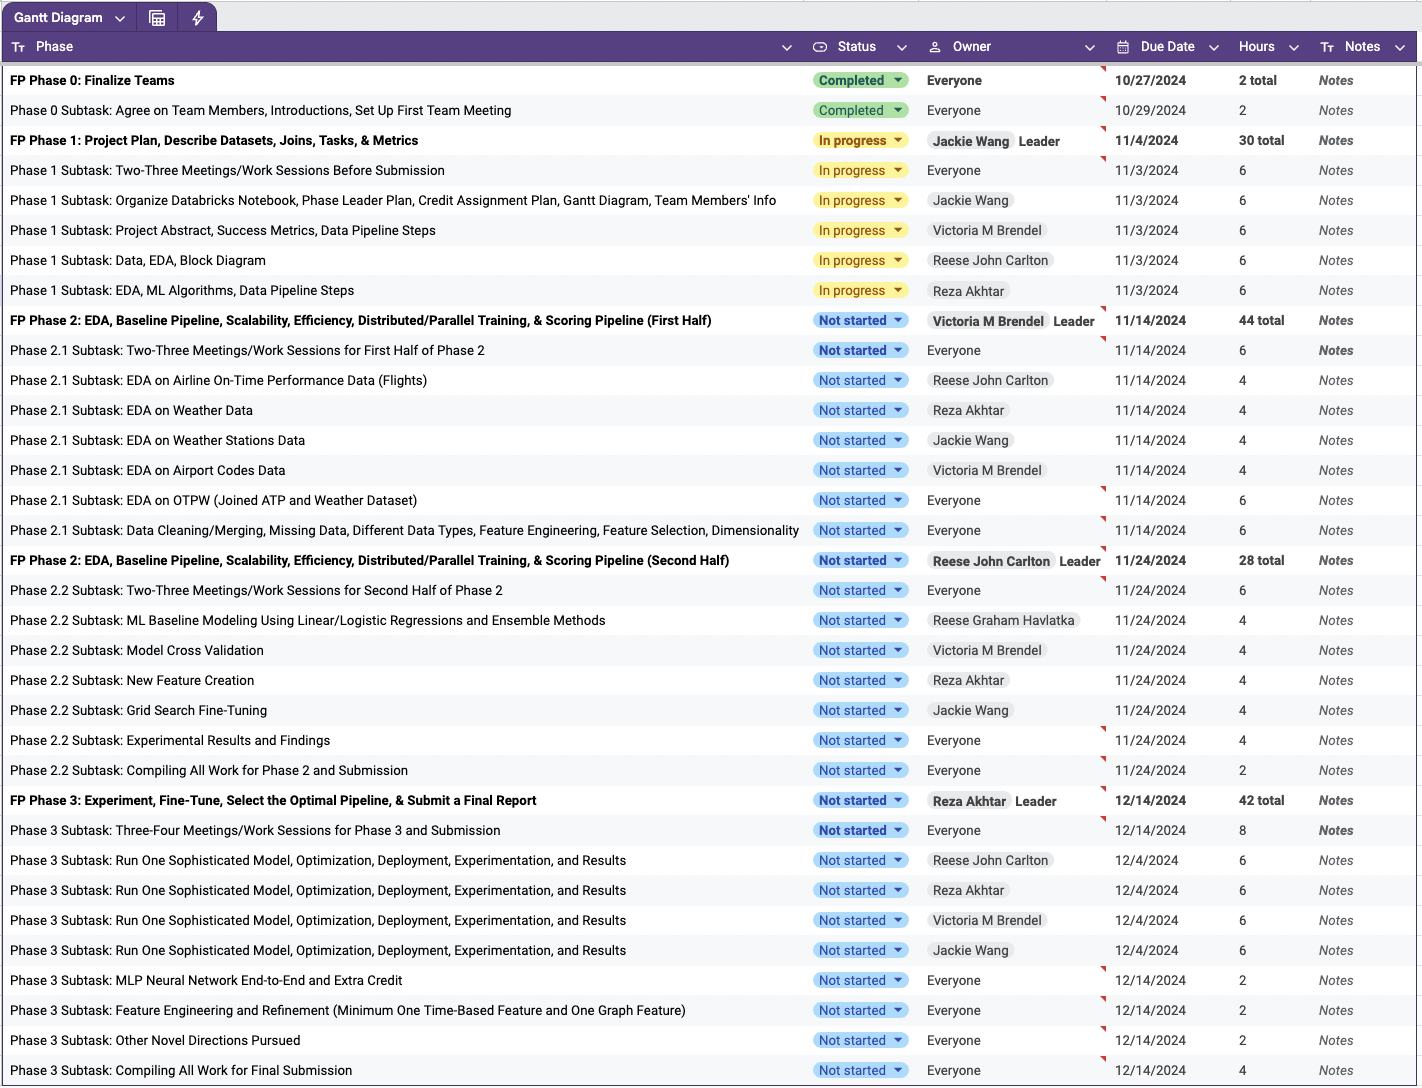 Gantt Diagram
Phase Status Owner Due Date Hours Notes
FP Phase 0: Finalize Teams Completed Everyone 10/27/2024 2 total Notes
Phase 0 Subtask: Agree on Team Members, Introductions, Set Up First Team Meeting Completed Everyone 10/29/2024 2 Notes
FP Phase 1: Project Plan, Describe Datasets, Joins, Tasks, & Metrics In progress Jackie Wang Leader 11/4/2024 30 total Notes
Phase 1 Subtask: Two-Three Meetings/Work Sessions Before Submission In progress Everyone 11/3/2024 6 Notes
Phase 1 Subtask: Organize Databricks Notebook, Phase Leader Plan, Credit Assignment Plan, Gantt Diagram, Team Members' Info In progress Jackie Wang 11/3/2024 6 Notes
Phase 1 Subtask: Project Abstract, Success Metrics, Data Pipeline Steps In progress Victoria M Brendel 11/3/2024 6 Notes
Phase 1 Subtask: Data, EDA, Block Diagram In progress Reese John Carlton 11/3/2024 6 Notes
Phase 1 Subtask: EDA, ML Algorithms, Data Pipeline Steps In progress Reza Akhtar 11/3/2024 6 Notes
FP Phase 2: EDA, Baseline Pipeline, Scalability, Efficiency, Distributed/Parallel Training, & Scoring Pipeline (First Half) Not started Victoria M Brendel Leader 11/14/2024 44 total Notes
Phase 2.1 Subtask: Two-Three Meetings/Work Sessions for First Half of Phase 2 Not started Everyone 11/14/2024 6 Notes
Phase 2.1 Subtask: EDA on Airline On-Time Performance Data (Flights) Not started Reese John Carlton 11/14/2024 4 Notes
Phase 2.1 Subtask: EDA on Weather Data Not started Reza Akhtar 11/14/2024 4 Notes
Phase 2.1 Subtask: EDA on Weather Stations Data Not started Jackie Wang 11/14/2024 4 Notes
Phase 2.1 Subtask: EDA on Airport Codes Data Not started Victoria M Brendel 11/14/2024 4 Notes
Phase 2.1 Subtask: EDA on OTPW (Joined ATP and Weather Dataset) Not started Everyone 11/14/2024 6 Notes
Phase 2.1 Subtask: Data Cleaning/Merging, Missing Data, Different Data Types, Feature Engineering, Feature Selection, Dimensionality Not started Everyone 11/14/2024 6 Notes
FP Phase 2: EDA, Baseline Pipeline, Scalability, Efficiency, Distributed/Parallel Training, & Scoring Pipeline (Second Half) Not started Reese John Carlton Leader 11/24/2024 28 total Notes
Phase 2.2 Subtask: Two-Three Meetings/Work Sessions for Second Half of Phase 2 Not started Everyone 11/24/2024 6 Notes
Phase 2.2 Subtask: ML Baseline Modeling Using Linear/Logistic Regressions and Ensemble Methods Not started Reese Graham Havlatka 11/24/2024 4 Notes
Phase 2.2 Subtask: Model Cross Validation Not started Victoria M Brendel 11/24/2024 4 Notes
Phase 2.2 Subtask: New Feature Creation Not started Reza Akhtar 11/24/2024 4 Notes
Phase 2.2 Subtask: Grid Search Fine-Tuning Not started Jackie Wang 11/24/2024 4 Notes
Phase 2.2 Subtask: Experimental Results and Findings Not started Everyone 11/24/2024 4 Notes
Phase 2.2 Subtask: Compiling All Work for Phase 2 and Submission Not started Everyone 11/24/2024 2 Notes
FP Phase 3: Experiment, Fine-Tune, Select the Optimal Pipeline, & Submit a Final Report Not started Reza Akhtar Leader 12/14/2024 42 total Notes
Phase 3 Subtask: Three-Four Meetings/Work Sessions for Phase 3 and Submission Not started Everyone 12/14/2024 8 Notes
Phase 3 Subtask: Run One Sophisticated Model, Optimization, Deployment, Experimentation, and Results Not started Reese John Carlton 12/4/2024 6 Notes
Phase 3 Subtask: Run One Sophisticated Model, Optimization, Deployment, Experimentation, and Results Not started Reza Akhtar 12/4/2024 6 Notes
Phase 3 Subtask: Run One Sophisticated Model, Optimization, Deployment, Experimentation, and Results Not started Victoria M Brendel 12/4/2024 6 Notes
Phase 3 Subtask: Run One Sophisticated Model, Optimization, Deployment, Experimentation, and Results Not started Jackie Wang 12/4/2024 6 Notes
Phase 3 Subtask: MLP Neural Network End-to-End and Extra Credit Not started Everyone 12/14/2024 2 Notes
Phase 3 Subtask: Feature Engineering and Refinement (Minimum One Time-Based Feature and One Graph Feature) Not started Everyone 12/14/2024 2 Notes
Phase 3 Subtask: Other Novel Directions Pursued Not started Everyone 12/14/2024 2 Notes
Phase 3 Subtask: Compiling All Work for Final Submission Not started Everyone 12/14/2024 4 Notes